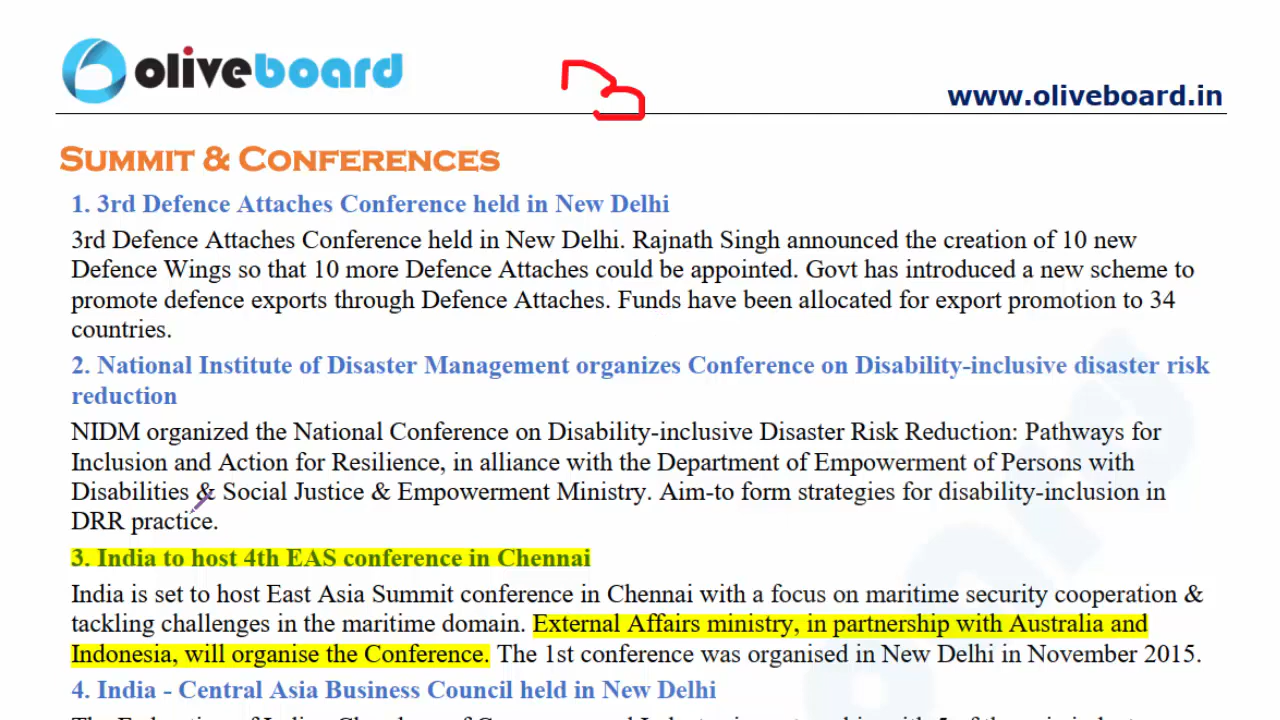 oliveboard
www.oliveboard.in
SUMMIT & CONFERENCES
1. 3rd Defence Attaches Conference held in New Delhi
3rd Defence Attaches Conference held in New Delhi. Rajnath Singh announced the creation of 10 new
Defence Wings so that 10 more Defence Attaches could be appointed. Govt has introduced a new scheme to
promote defence exports through Defence Attaches. Funds have been allocated for export promotion to 34
countries.
2. National Institute of Disaster Management organizes Conference on Disability-inclusive disaster risk
reduction
NIDM organized the National Conference on Disability-inclusive Disaster Risk Reduction: Pathways for
Inclusion and Action for Resilience, in alliance with the Department of Empowerment of Persons with
Disabilities & Social Justice & Empowerment Ministry. Aim-to form strategies for disability-inclusion in
DRR practice.
3. India to host 4th EAS conference in Chennai
India is set to host East Asia Summit conference in Chennai with a focus on maritime security cooperation &
tackling challenges in the maritime domain. External Affairs ministry, in partnership with Australia and
Indonesia, will organise the Conference. The 1st conference was organised in New Delhi in November 2015.
4. India - Central Asia Business Council held in New Delhi